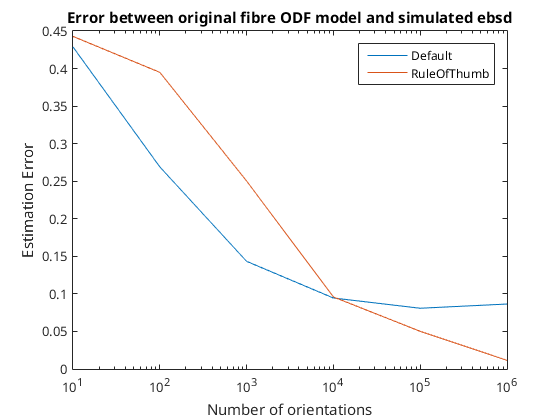 Error between original fibre ODF model and simulated ebsd
Default
RuleOfThumb
0.45
0.4
0.35
0.3
0.25
0.2
0.15
0.1
0.05
0
Estimation Error
10^1 10^2 10^3 10^4 10^5 10^6
Number of orientations